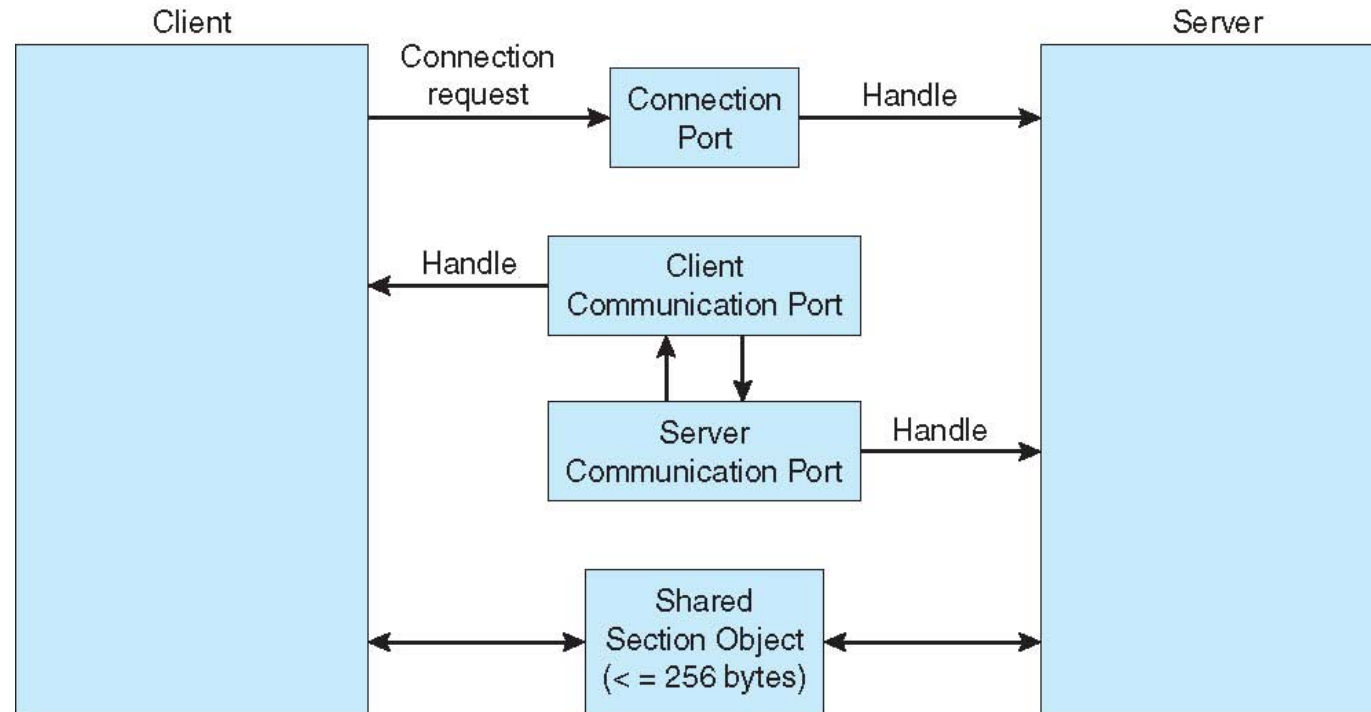 Client
Server
Connection
request
Connection
Port
Handle
Handle
Client
Communication Port
Server
Communication Port
Handle
Shared
Section Object
(< = 256 bytes)